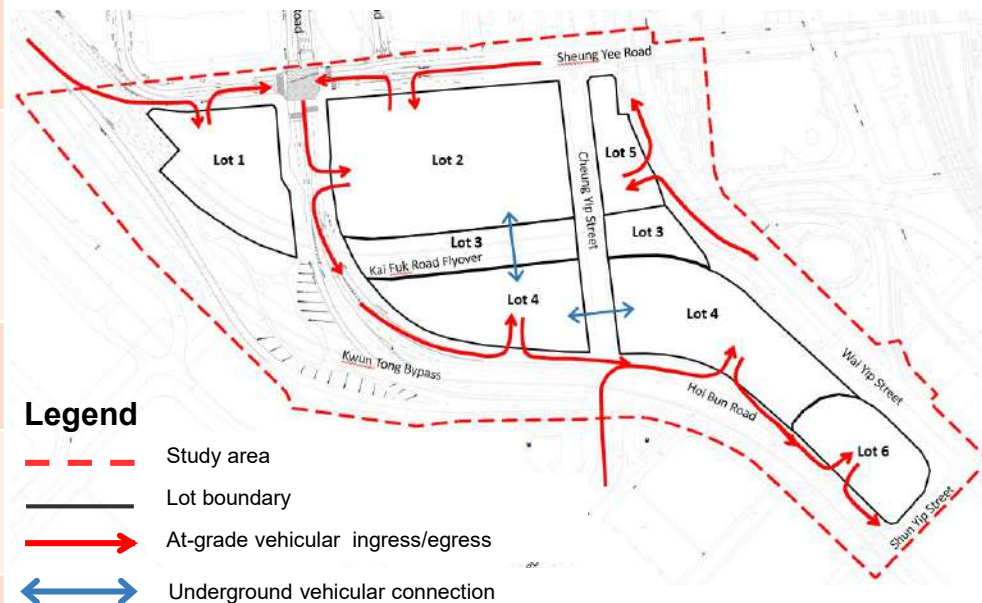 Road
Sheung Yee Road
Lot 1
Lot 2
Lot 5
Cheung Yip Street
Lot 3
Lot 3
Kai Fuk Road Flyover
Lot 4
Lot 4
Kwun Tong Bypass
Wai Yip Street
Hoi Bun Road
Lot 6
Shun Yip Street
Legend
Study area
Lot boundary
At-grade vehicular ingress/egress
Underground vehicular connection